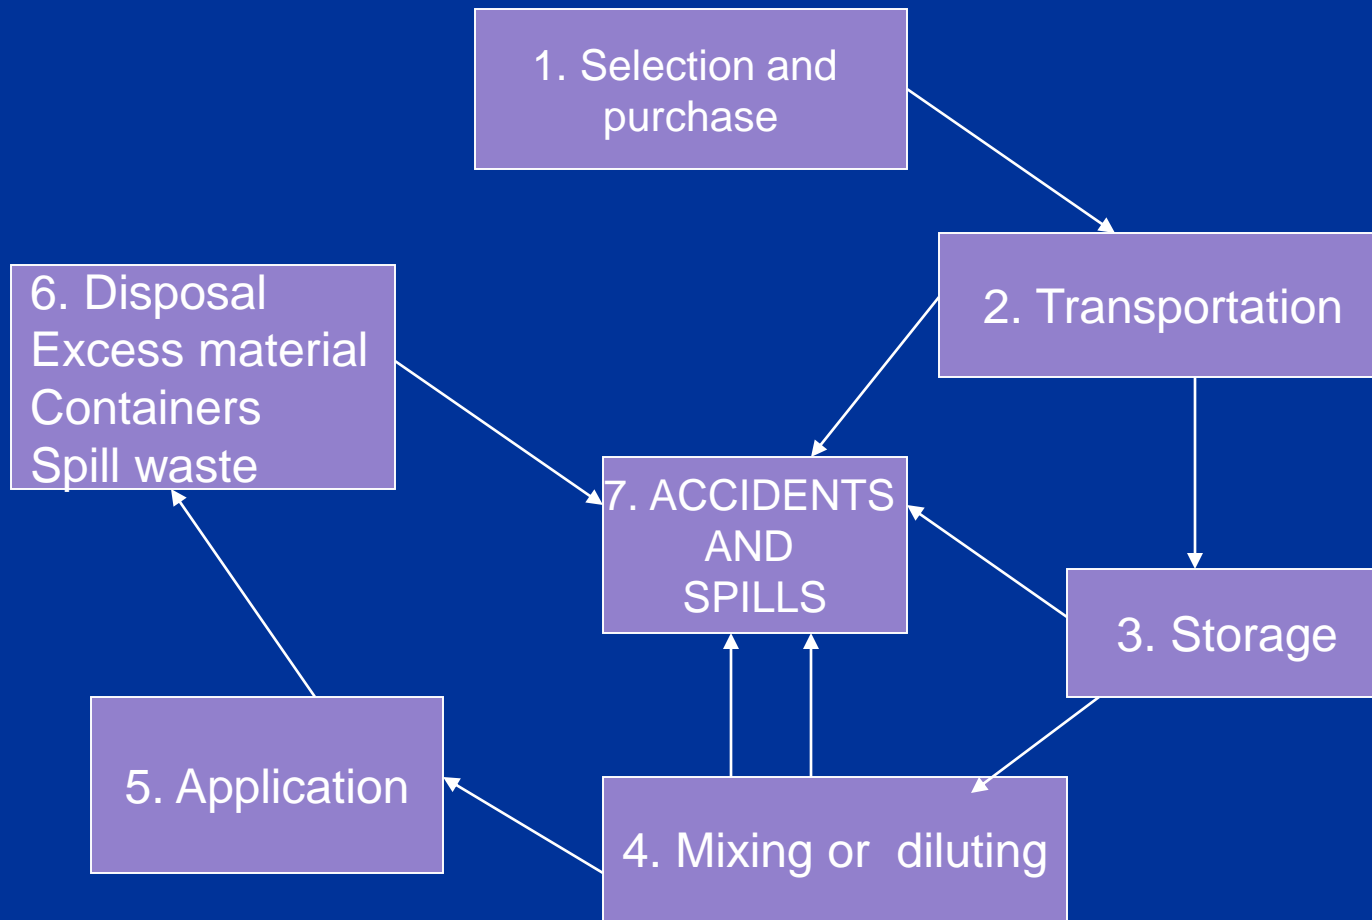 1. Selection and
purchase
2. Transportation
6. Disposal
Excess material
Containers
Spill waste
7. ACCIDENTS
AND
SPILLS
3. Storage
5. Application
4. Mixing or  diluting